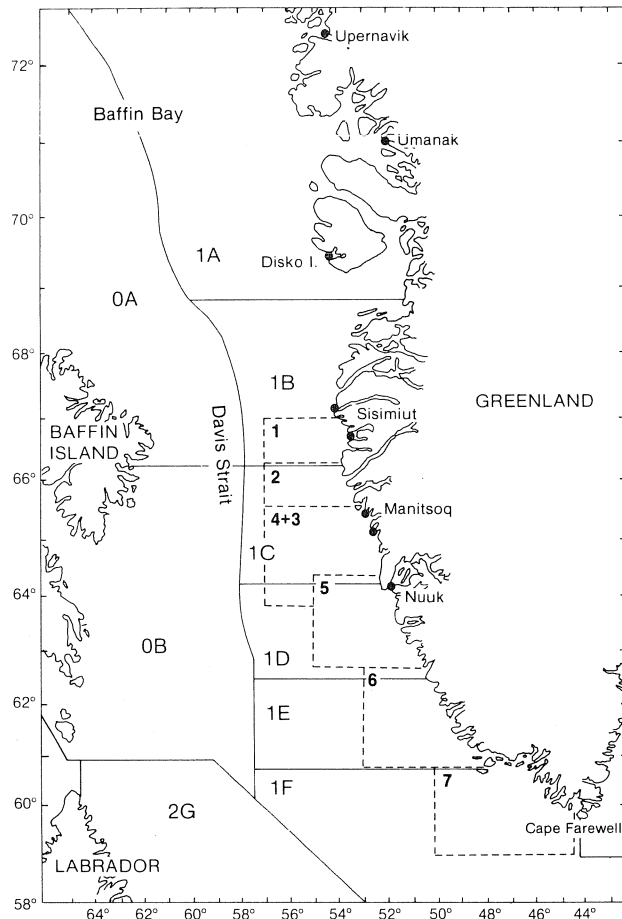 72°
Upernavik
Baffin Bay
Umanak
70°
1A
Disko I.
0A
68°
1B
GREENLAND
Sisimiut
BAFFIN
ISLAND
1
Davis Strait
66°
2
Manitsoq
4+3
1C
64°
5
Nuuk
0B
1D
6
62°
1E
7
1F
60°
2G
Cape Farewell
LABRADOR
58°
64° 62° 60° 58° 56° 54° 52° 50° 48° 46° 44°